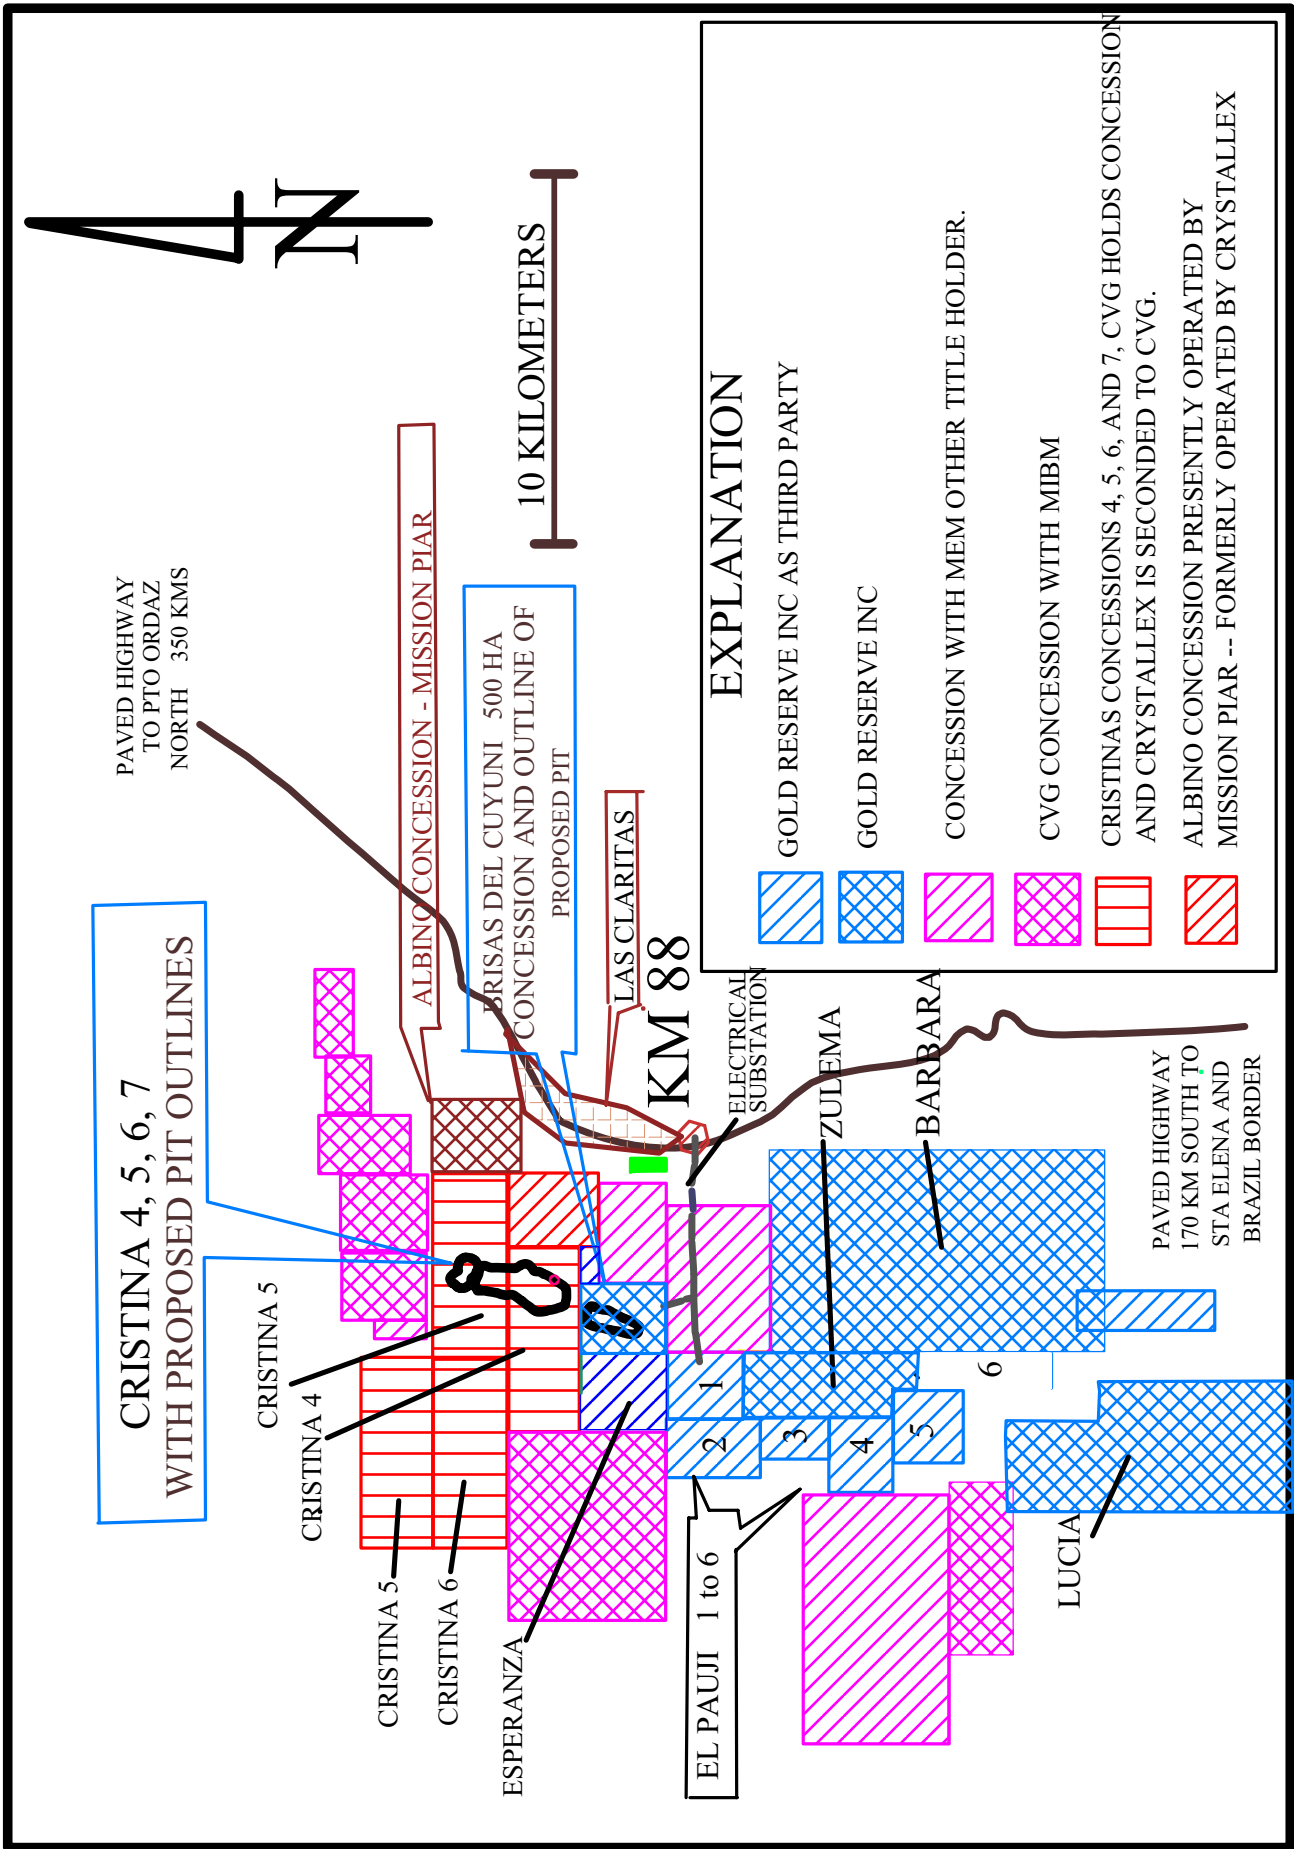 CRISTINA 4, 5, 6, 7
WITH PROPOSED PIT OUTLINES
PAVED HIGHWAY
TO PTO ORDAZ
NORTH 350 KMS
N
10 KILOMETERS
ALBINO CONCESSION - MISSION PIAR
BRISAS DEL CUYUNI 500 HA
CONCESSION AND OUTLINE OF
PROPOSED PIT
LAS CLARITAS
KM 88
ELECTRICAL
SUBSTATION
ZULEMA
BARBARA
CRISTINA 5
CRISTINA 4
CRISTINA 5
CRISTINA 6
ESPERANZA
EL PAUJI 1 to 6
1
2
3
4
5
6
LUCIA
PAVED HIGHWAY
170 KM SOUTH TO
STA ELENA AND
BRAZIL BORDER
EXPLANATION
GOLD RESERVE INC AS THIRD PARTY
GOLD RESERVE INC
CONCESSION WITH MEM OTHER TITLE HOLDER.
CVG CONCESSION WITH MIBM
CRISTINAS CONCESSIONS 4, 5, 6, AND 7, CVG HOLDS CONCESSION
AND CRYSTALLEX IS SECONDED TO CVG.
ALBINO CONCESSION PRESENTLY OPERATED BY
MISSION PIAR -- FORMERLY OPERATED BY CRYSTALLEX